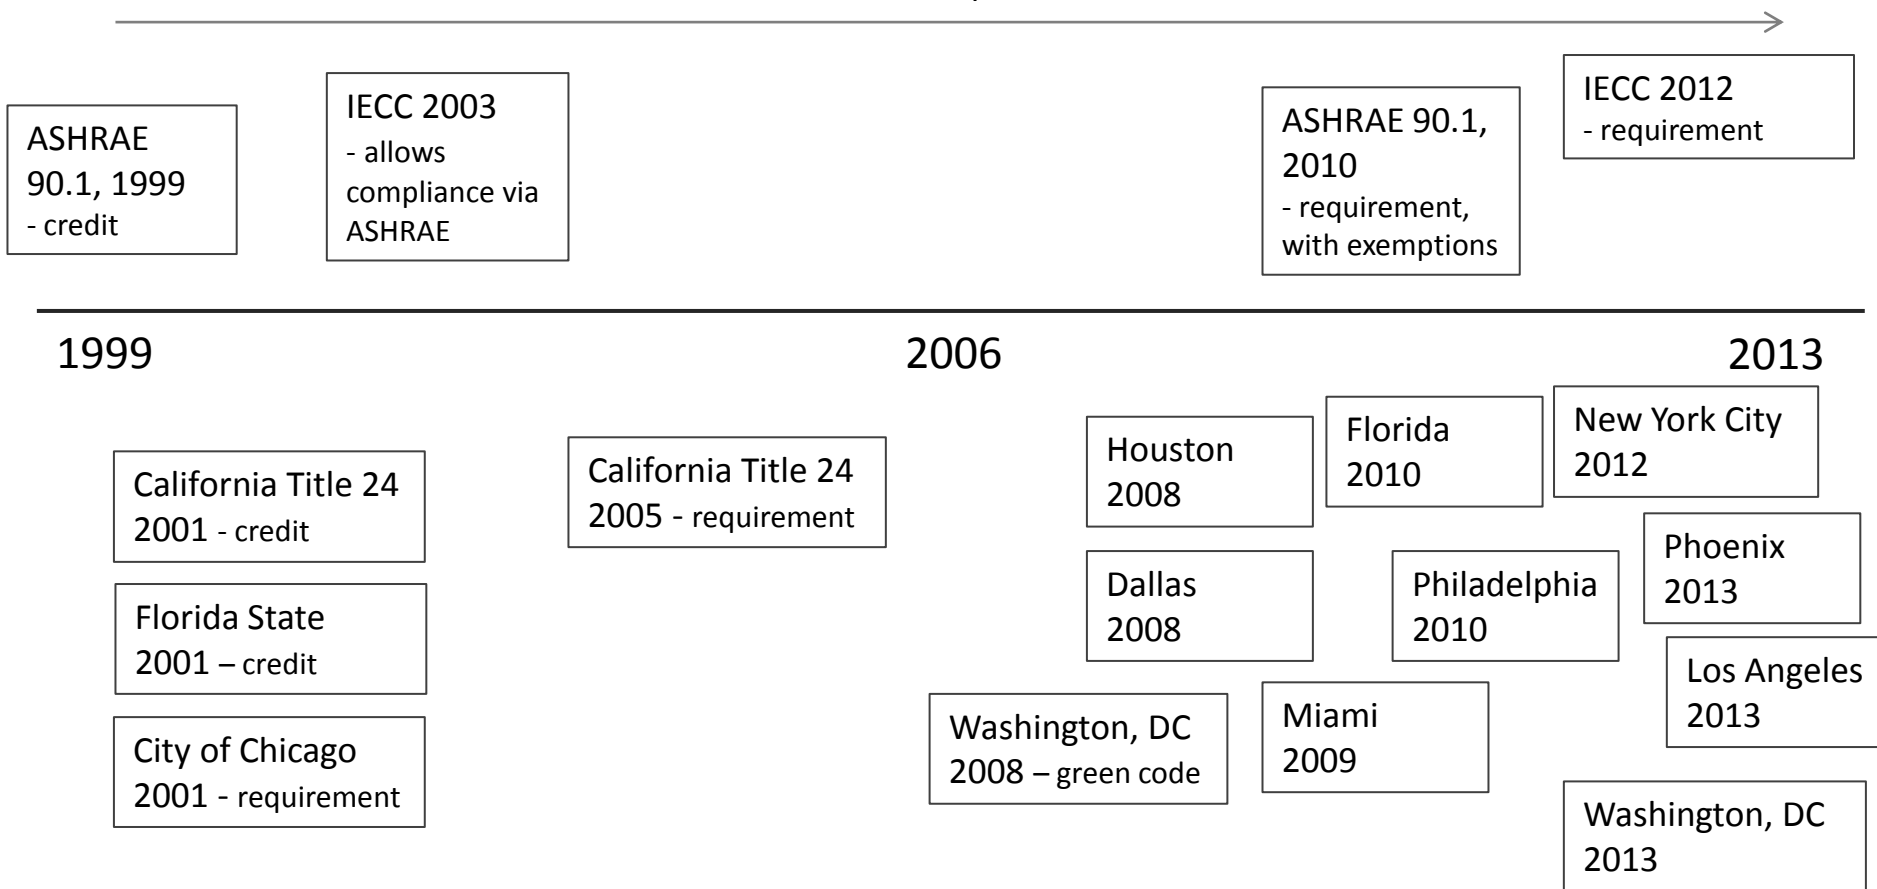 ASHRAE
90.1, 1999
- credit
IECC 2003
- allows
compliance via
ASHRAE
ASHRAE 90.1,
2010
- requirement,
with exemptions
IECC 2012
- requirement
1999
2006
2013
California Title 24
2001 - credit
Florida State
2001 – credit
City of Chicago
2001 - requirement
California Title 24
2005 - requirement
Houston
2008
Dallas
2008
Washington, DC
2008 – green code
Florida
2010
Philadelphia
2010
Miami
2009
New York City
2012
Phoenix
2013
Los Angeles
2013
Washington, DC
2013